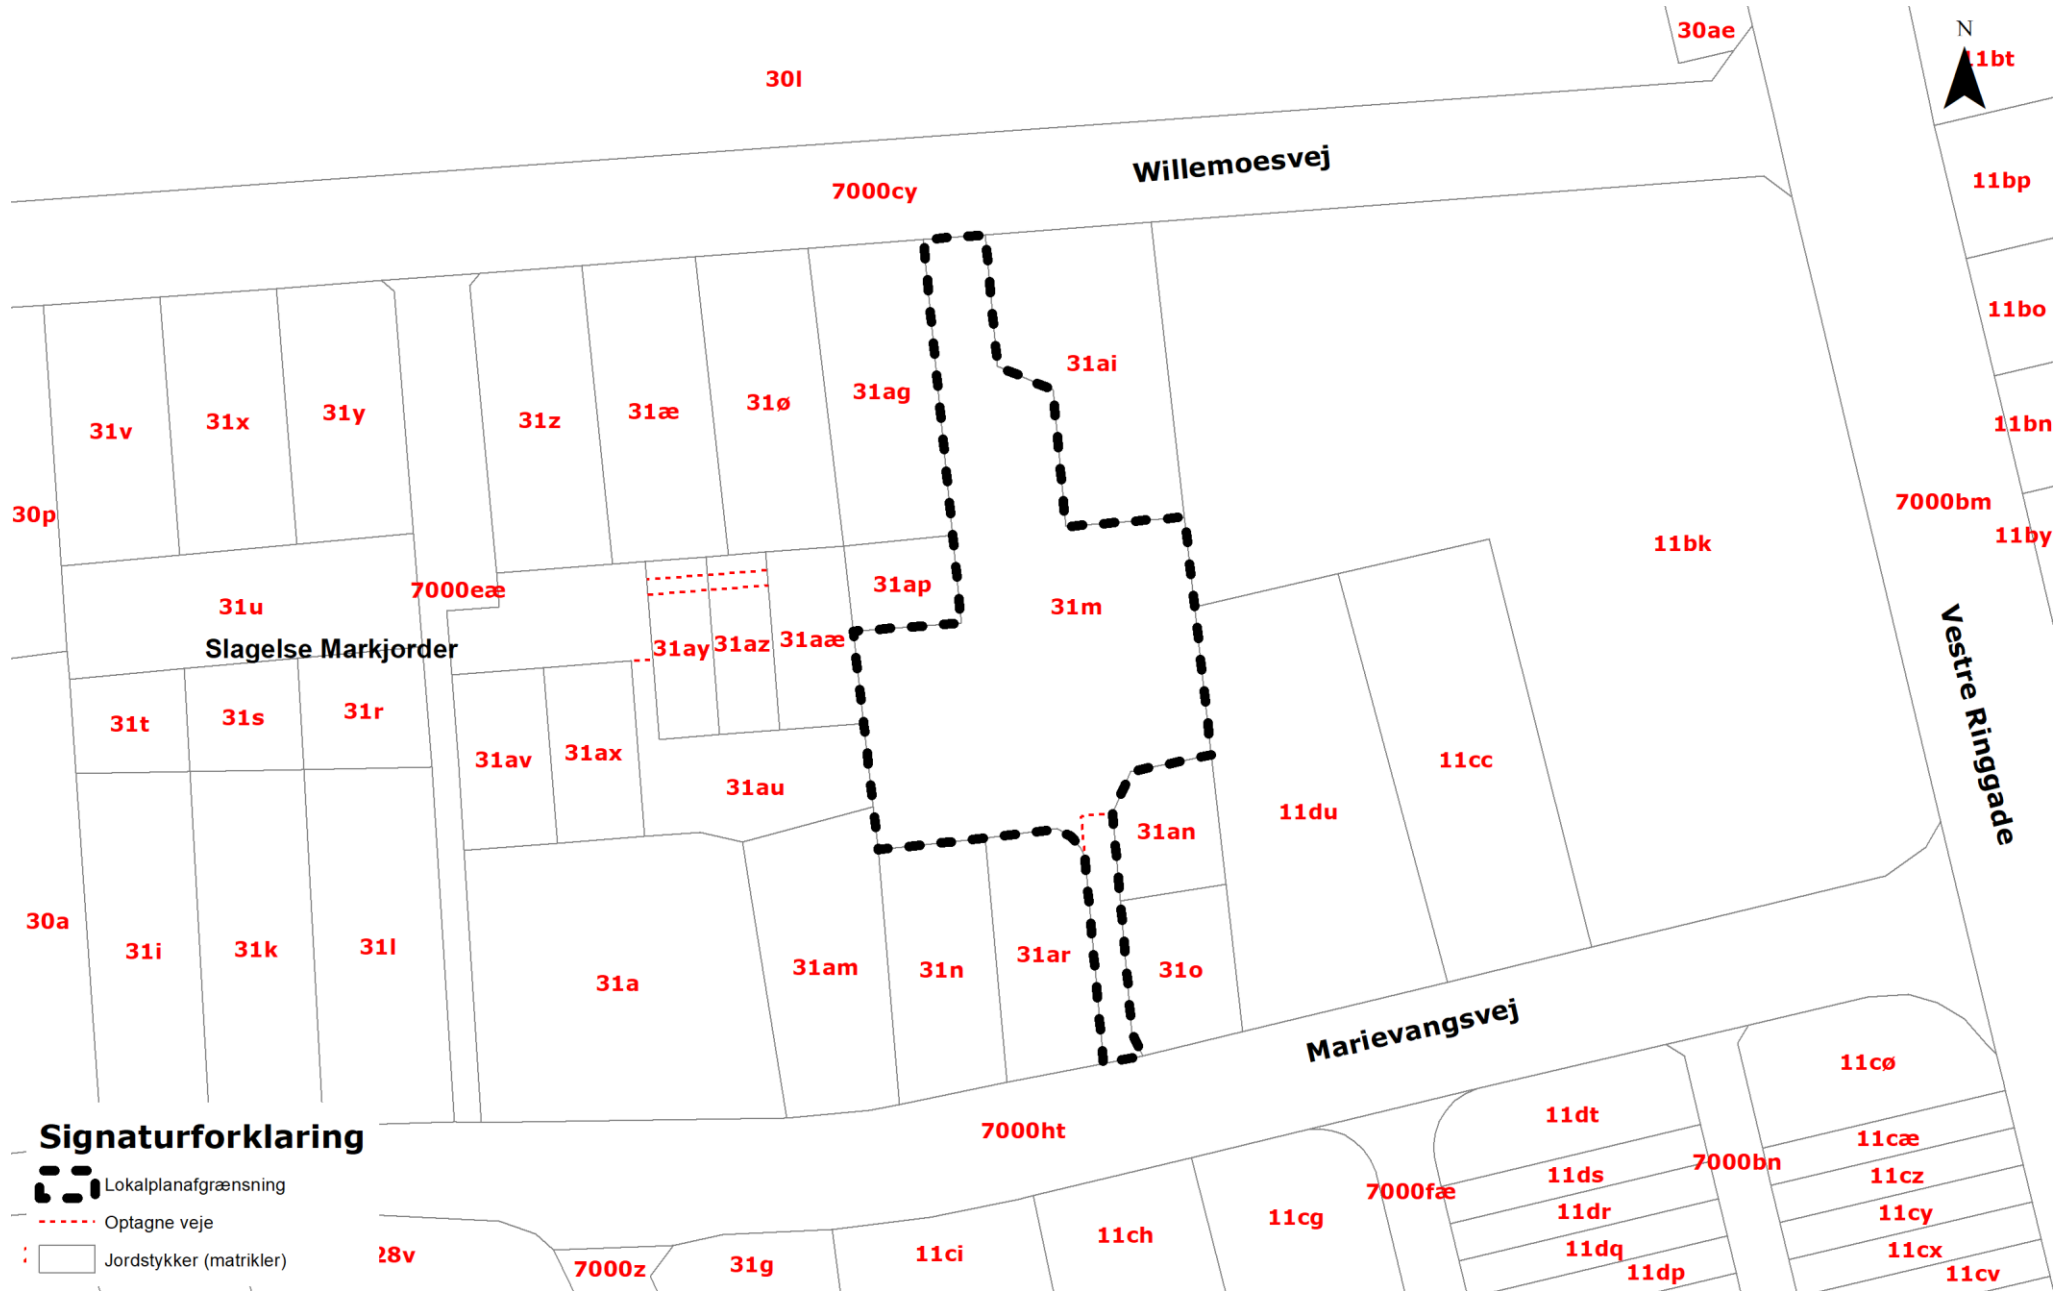 30ae
N
11bt
30l
Willemoesvej
7000cy
11bp
11bo
31ai
31ag
31ø
31æ
31z
31y
31x
31v
11bn
7000bm
30p
11by
11bk
31ap
7000eæ
31u
31m
Slagelse Markjorder
31ay
31az
31aæ
Vestre Ringgade
31t
31s
31r
31av
31ax
31au
11cc
11du
31an
30a
31i
31k
31l
31a
31am
31n
31ar
31o
Marievangsvej
11cø
11dt
7000ht
11cæ
7000bn
11ds
11cz
7000fæ
11dr
11cy
11cg
11ch
11dq
11cx
11ci
31g
7000z
28v
11dp
11cv
Signaturforklaring
Lokalplanafgrænsning
Optagne veje
Jordstykker (matrikler)